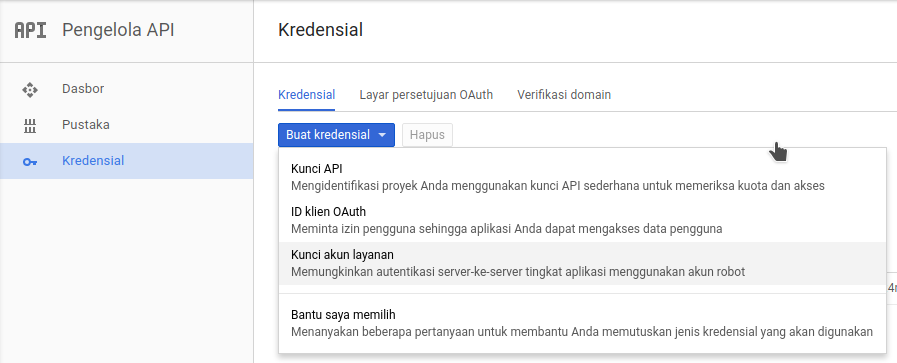 API Pengelola API
Kredensial
Dasbor
Pustaka
Kredensial
Kredensial Layar persetujuan OAuth Verifikasi domain
Buat kredensial Hapus
Kunci API
Mengidentifikasi proyek Anda menggunakan kunci API sederhana untuk memeriksa kuota dan akses
ID klien OAuth
Meminta izin pengguna sehingga aplikasi Anda dapat mengakses data pengguna
Kunci akun layanan
Memungkinkan autentikasi server-ke-server tingkat aplikasi menggunakan akun robot
Bantu saya memilih
Menanyakan beberapa pertanyaan untuk membantu Anda memutuskan jenis kredensial yang akan digunakan